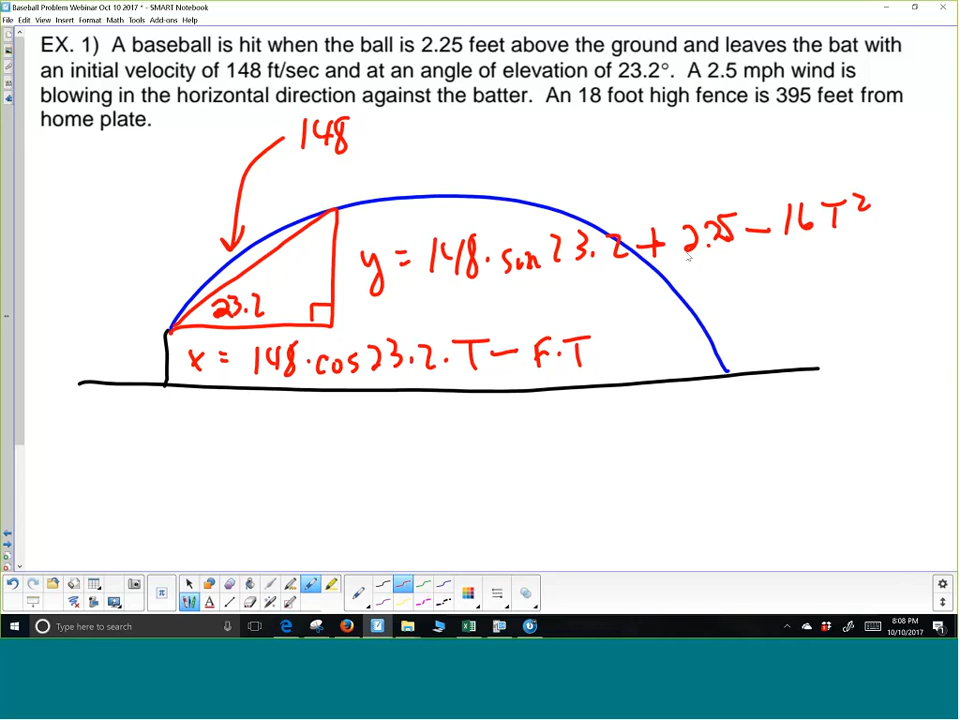 Baseball Problem Webinar Oct 10 2017 * - SMART Notebook
File Edit View Insert Format Math Tools Add-ons Help
EX. 1) A baseball is hit when the ball is 2.25 feet above the ground and leaves the bat with
an initial velocity of 148 ft/sec and at an angle of elevation of 23.2°. A 2.5 mph wind is
blowing in the horizontal direction against the batter. An 18 foot high fence is 395 feet from
home plate.
148
y = 148 · sin 23.2 + 2.25 - 16T²
23.2
x = 148 · cos 23.2 · T - F · T
Type here to search
8:08 PM
10/10/2017